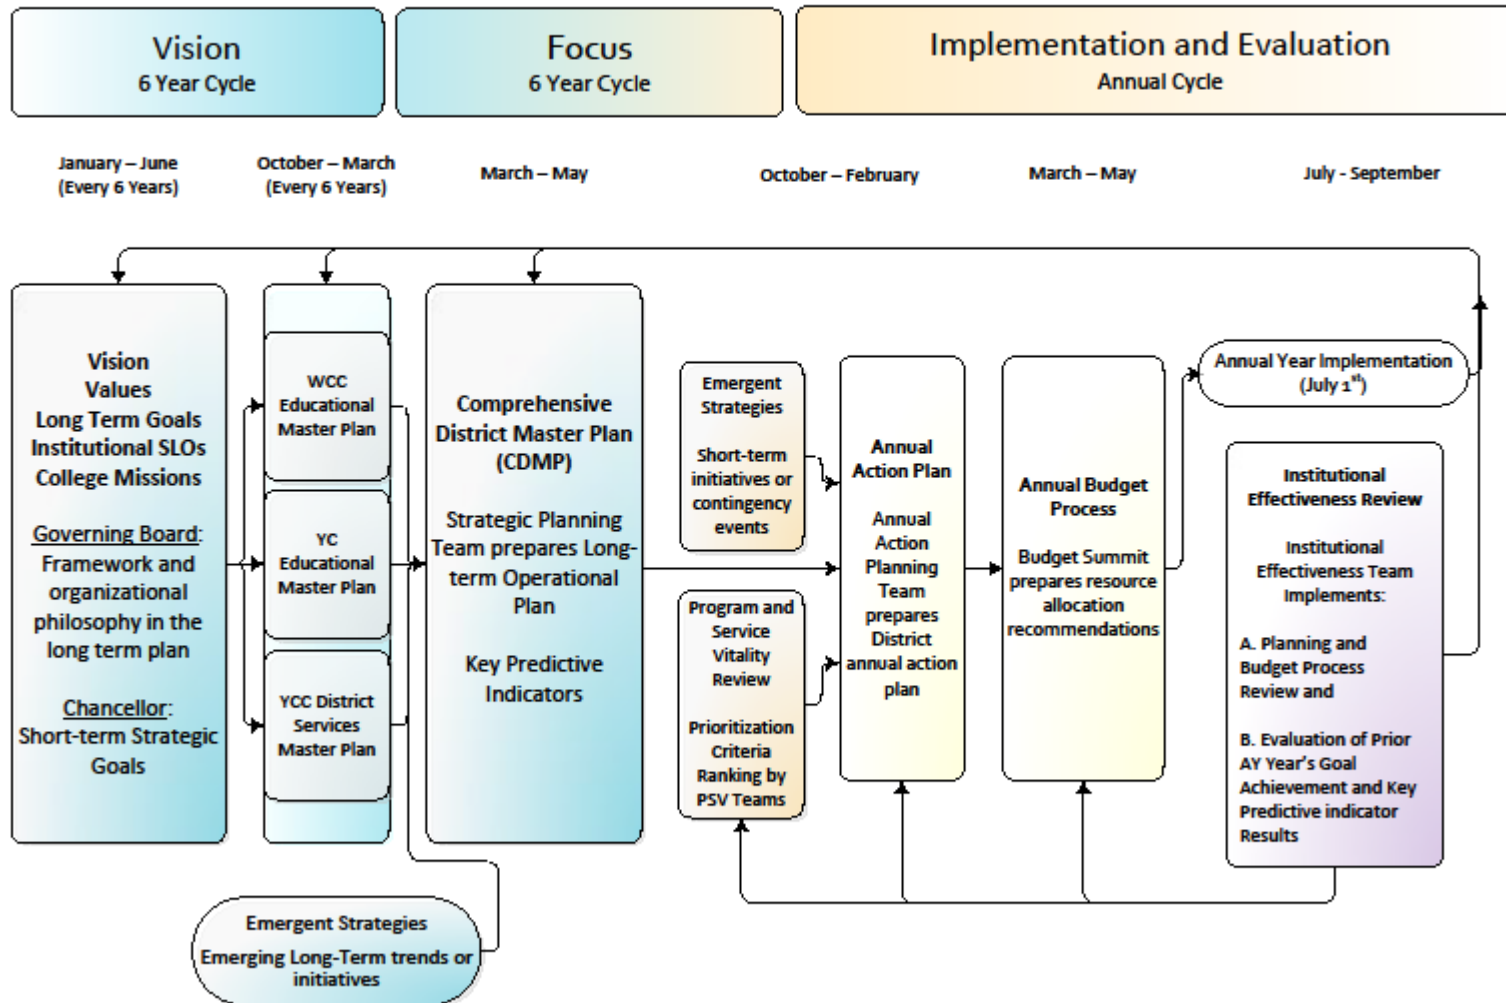 Vision
6 Year Cycle
Focus
6 Year Cycle
Implementation and Evaluation
Annual Cycle
January – June
(Every 6 Years)
October – March
(Every 6 Years)
March – May
October – February
March – May
July - September
Vision
Values
Long Term Goals
Institutional SLOs
College Missions
Governing Board:
Framework and
organizational
philosophy in the
long term plan
Chancellor:
Short-term Strategic
Goals
WCC
Educational
Master Plan
YC
Educational
Master Plan
YCC District
Services
Master Plan
Comprehensive
District Master Plan
(CDMP)
Strategic Planning
Team prepares Long-
term Operational
Plan
Key Predictive
Indicators
Emergent Strategies
Emerging Long-Term trends or
initiatives
Emergent
Strategies
Short-term
initiatives or
contingency
events
Program and
Service
Vitality
Review
Prioritization
Criteria
Ranking by
PSV Teams
Annual
Action Plan
Annual
Action
Planning
Team
prepares
District
annual action
plan
Annual Budget
Process
Budget Summit
prepares resource
allocation
recommendations
Annual Year Implementation
(July 1st)
Institutional
Effectiveness Review
Institutional
Effectiveness Team
Implements:
A. Planning and
Budget Process
Review and
B. Evaluation of Prior
AY Year's Goal
Achievement and Key
Predictive indicator
Results